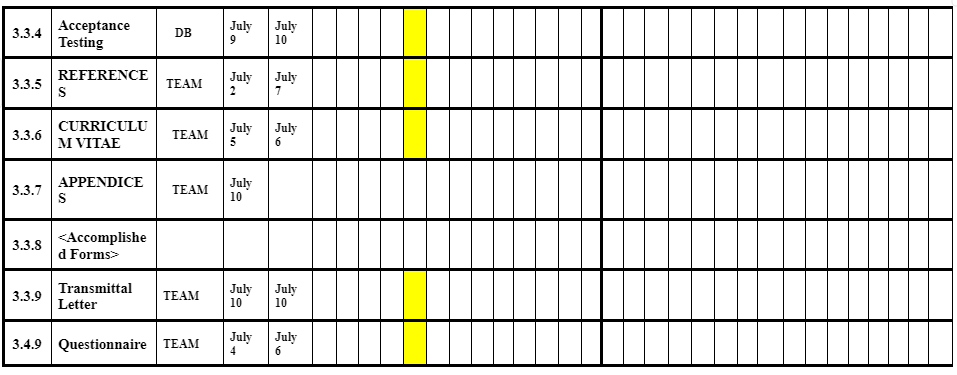 3.3.4 Acceptance Testing DB July 9 July 10
3.3.5 REFERENCES TEAM July 2 July 7
3.3.6 CURRICULUM VITAE TEAM July 5 July 6
3.3.7 APPENDICES TEAM July 10
3.3.8 <Accomplished Forms>
3.3.9 Transmittal Letter TEAM July 10 July 10
3.4.9 Questionnaire TEAM July 4 July 6